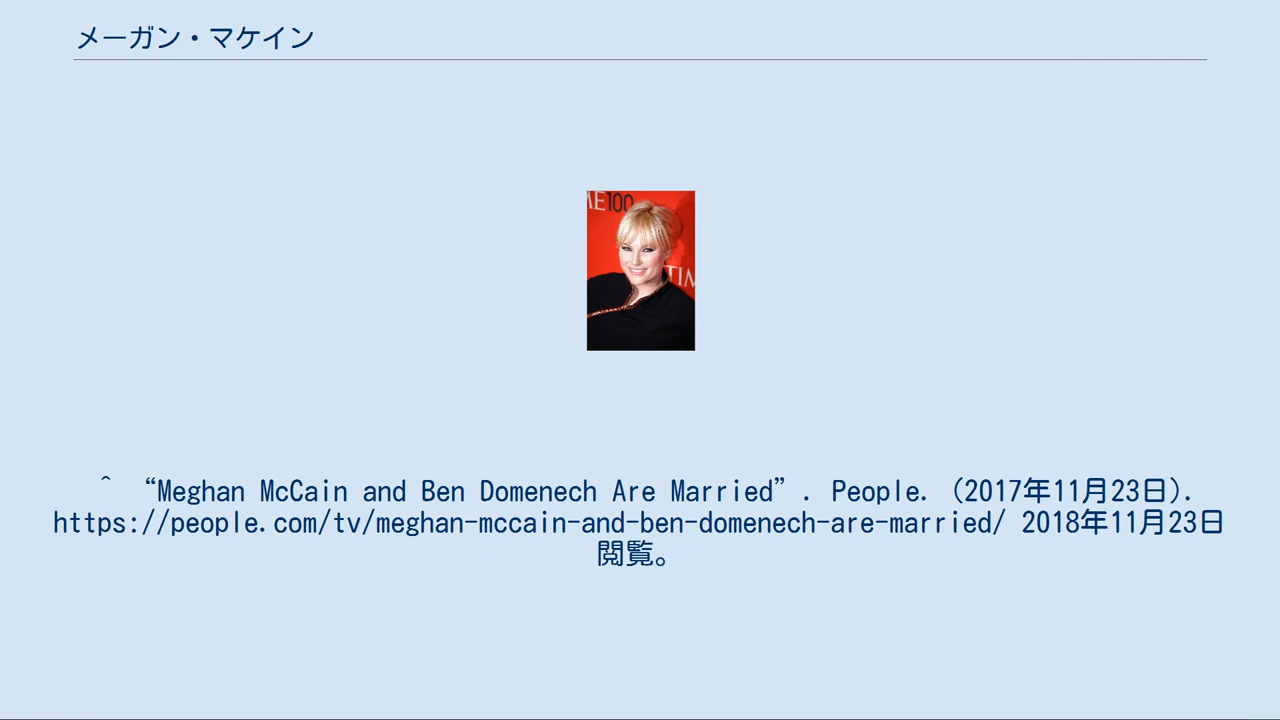 メーガン・マケイン
ME100
TIM
^ “Meghan McCain and Ben Domenech Are Married”. People. (2017年11月23日).
https://people.com/tv/meghan-mccain-and-ben-domenech-are-married/ 2018年11月23日
閲覧。